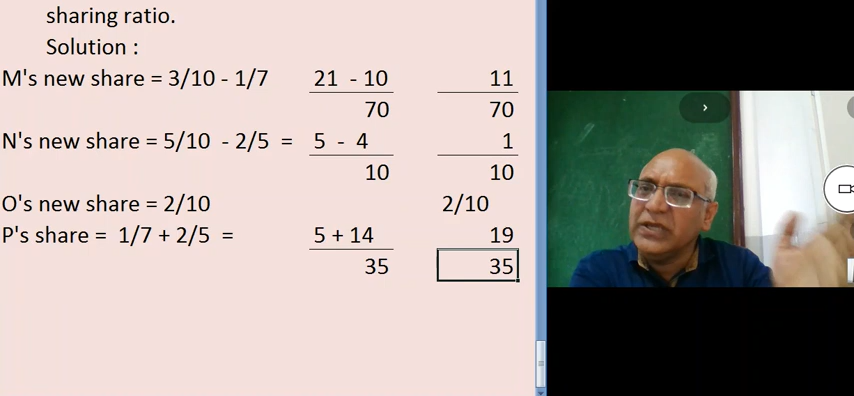 sharing ratio.
Solution :
M's new share = 3/10 - 1/7 21 - 10 11
70 70
N's new share = 5/10 - 2/5 = 5 - 4 1
10 10
O's new share = 2/10 2/10
P's share = 1/7 + 2/5 = 5 + 14 19
35 35